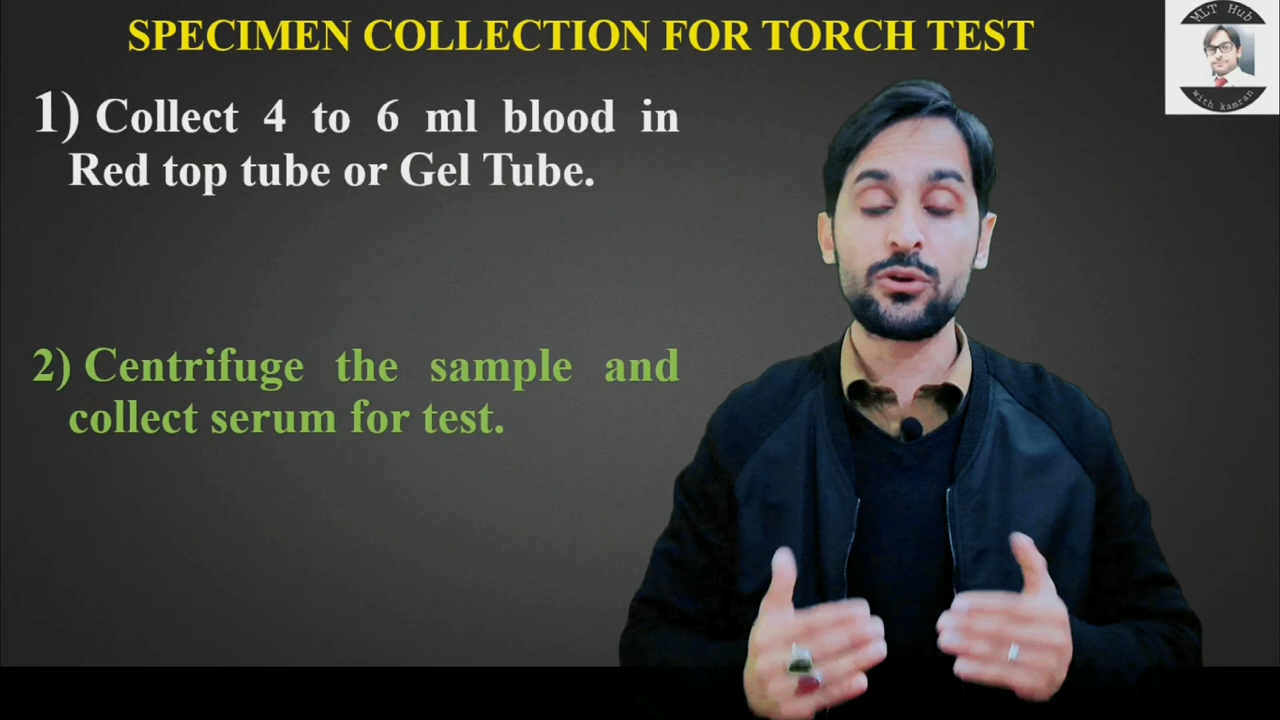 SPECIMEN COLLECTION FOR TORCH TEST
MLT Hub
with kamran
1) Collect 4 to 6 ml blood in
Red top tube or Gel Tube.
2) Centrifuge the sample and
collect serum for test.